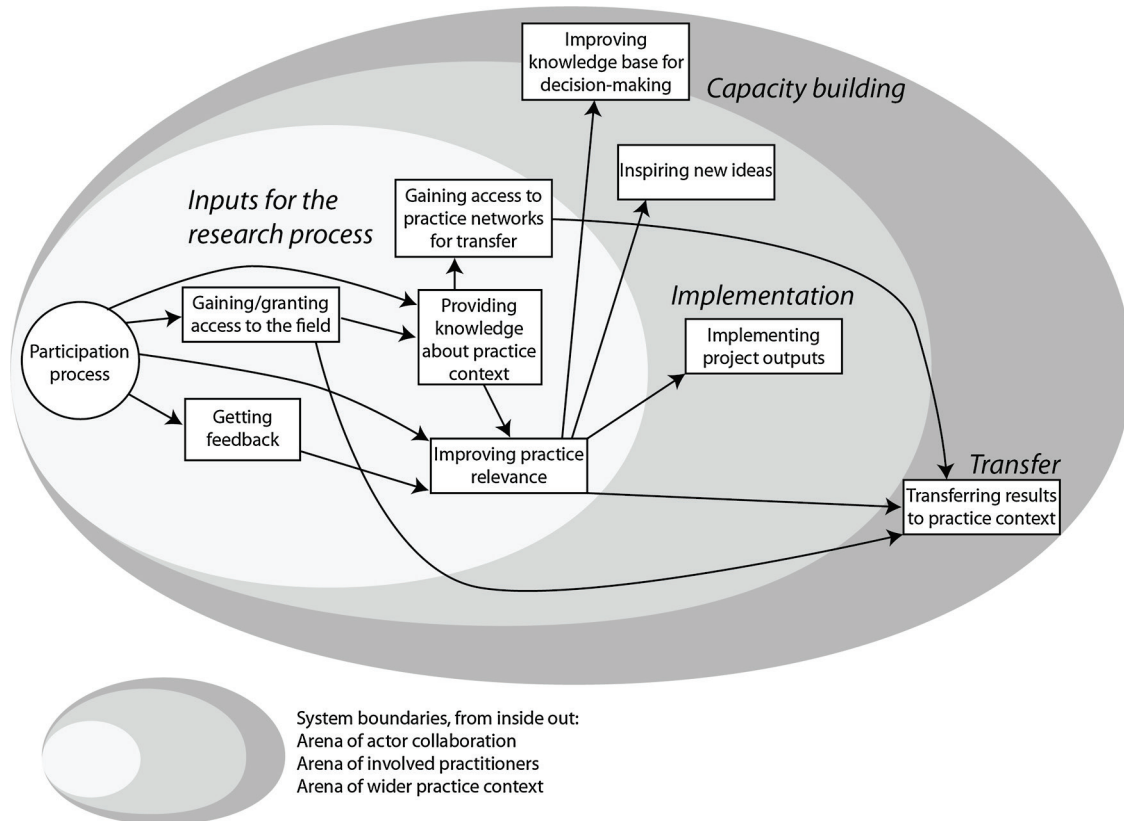 Improving
knowledge base for
decision-making
Capacity building
Inspiring new ideas
Inputs for the
research process
Gaining access to
practice networks
for transfer
Implementation
Gaining/granting
access to the field
Providing
knowledge
about practice
context
Implementing
project outputs
Participation
process
Getting
feedback
Improving practice
relevance
Transfer
Transferring results
to practice context
System boundaries, from inside out:
Arena of actor collaboration
Arena of involved practitioners
Arena of wider practice context